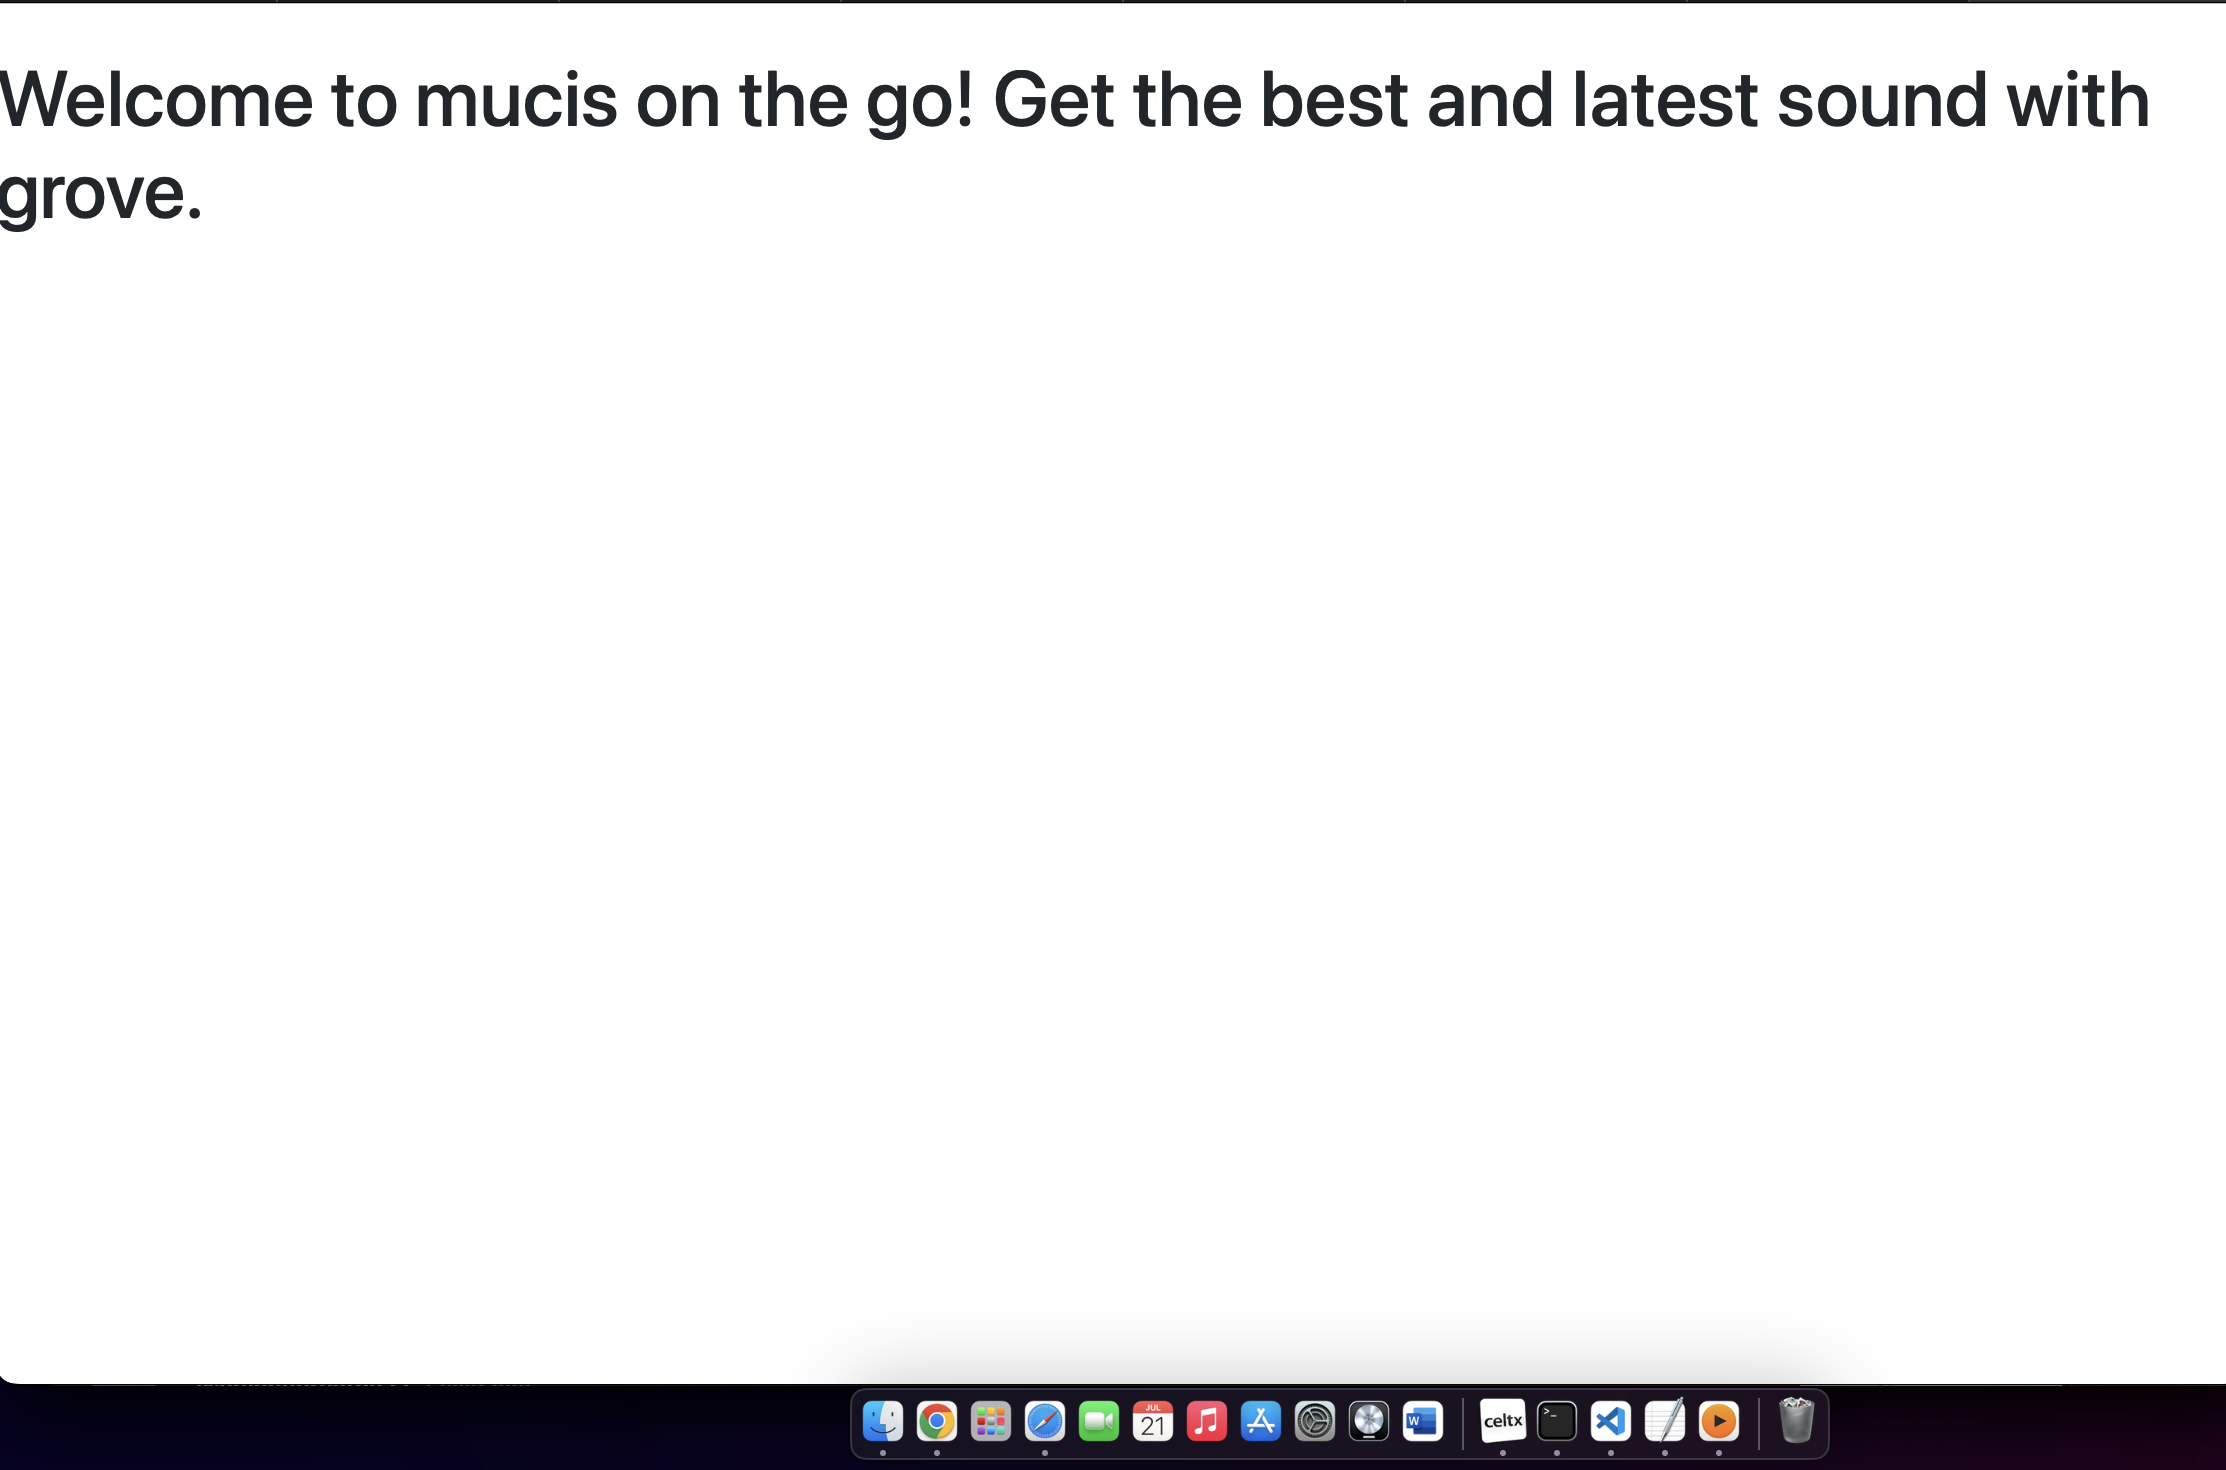 Welcome to mucis on the go! Get the best and latest sound with
grove.
JUL
21
W
celtx
>_